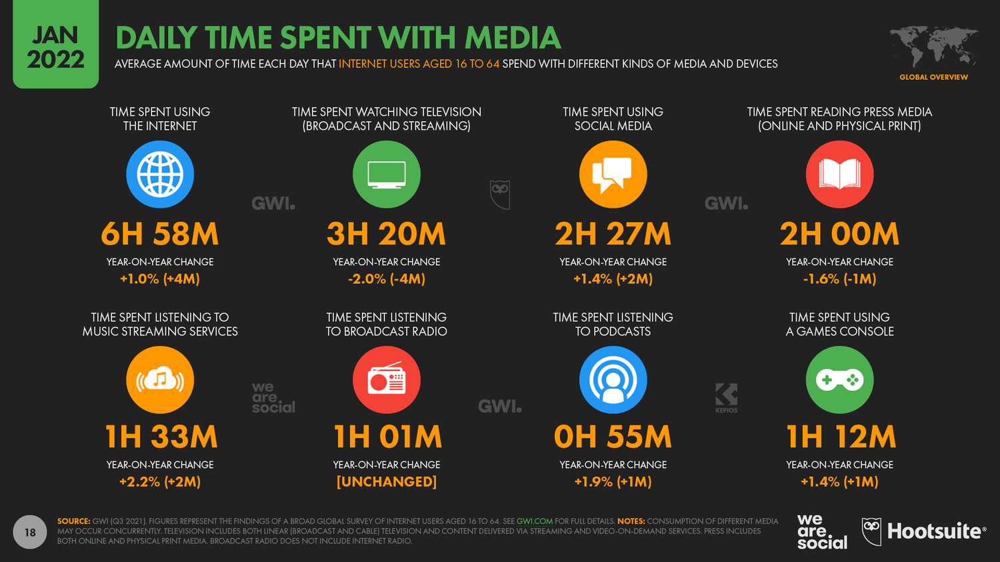 JAN
2022
DAILY TIME SPENT WITH MEDIA
AVERAGE AMOUNT OF TIME EACH DAY THAT INTERNET USERS AGED 16 TO 64 SPEND WITH DIFFERENT KINDS OF MEDIA AND DEVICES
GLOBAL OVERVIEW
TIME SPENT USING
THE INTERNET
6H 58M
YEAR-ON-YEAR CHANGE
+1.0% (+4M)
GWI.
TIME SPENT WATCHING TELEVISION
(BROADCAST AND STREAMING)
3H 20M
YEAR-ON-YEAR CHANGE
-2.0% (-4M)
TIME SPENT USING
SOCIAL MEDIA
2H 27M
YEAR-ON-YEAR CHANGE
+1.4% (+2M)
GWI.
TIME SPENT READING PRESS MEDIA
(ONLINE AND PHYSICAL PRINT)
2H 00M
YEAR-ON-YEAR CHANGE
-1.6% (-1M)
TIME SPENT LISTENING TO
MUSIC STREAMING SERVICES
1H 33M
YEAR-ON-YEAR CHANGE
+2.2% (+2M)
we
are
social
TIME SPENT LISTENING
TO BROADCAST RADIO
1H 01M
YEAR-ON-YEAR CHANGE
[UNCHANGED]
GWI.
TIME SPENT LISTENING
TO PODCASTS
0H 55M
YEAR-ON-YEAR CHANGE
+1.9% (+1M)
KEPIOS
TIME SPENT USING
A GAMES CONSOLE
1H 12M
YEAR-ON-YEAR CHANGE
+1.4% (+1M)
18
SOURCE: GWI (Q3 2021). FIGURES REPRESENT THE FINDINGS OF A BROAD GLOBAL SURVEY OF INTERNET USERS AGED 16 TO 64. SEE GWI.COM FOR FULL DETAILS. NOTES: CONSUMPTION OF DIFFERENT MEDIA
MAY OCCUR CONCURRENTLY. TELEVISION INCLUDES BOTH LINEAR (BROADCAST AND CABLE) TELEVISION AND CONTENT DELIVERED VIA STREAMING AND VIDEO-ON-DEMAND SERVICES. PRESS INCLUDES
BOTH ONLINE AND PHYSICAL PRINT MEDIA. BROADCAST RADIO DOES NOT INCLUDE INTERNET RADIO.
we
are
social
Hootsuite®